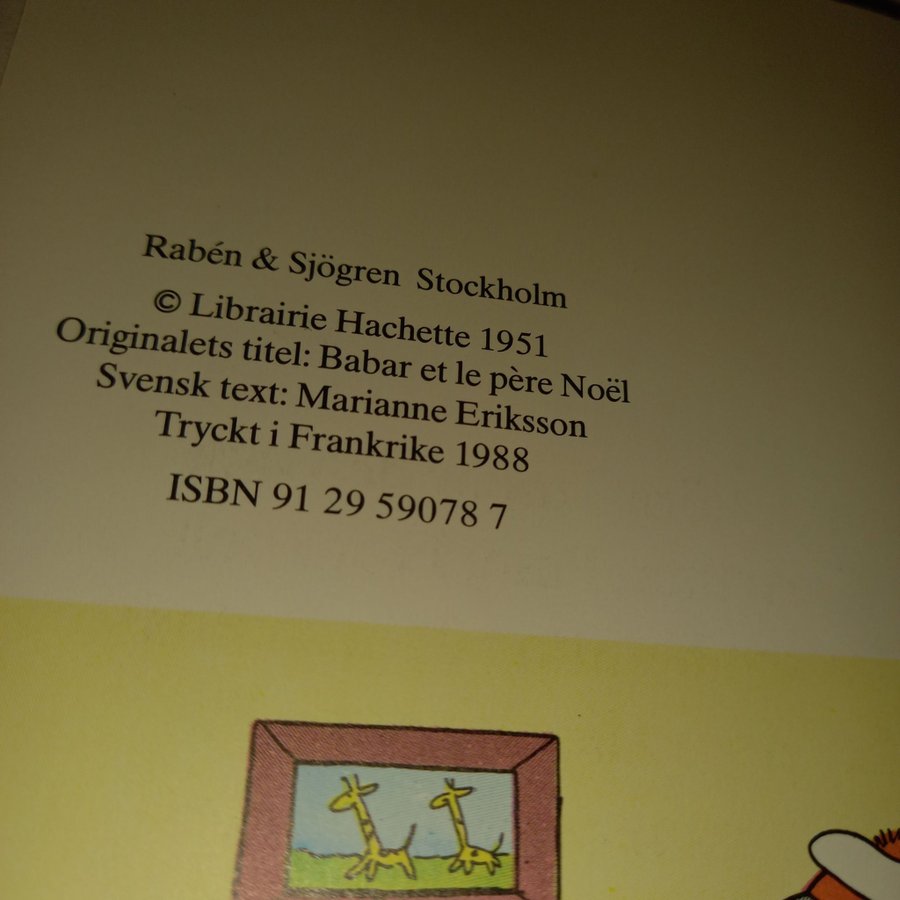 Rabén & Sjögren Stockholm
© Librairie Hachette 1951
Originalets titel: Babar et le père Noël
Svensk text: Marianne Eriksson
Tryckt i Frankrike 1988
ISBN 91 29 59078 7